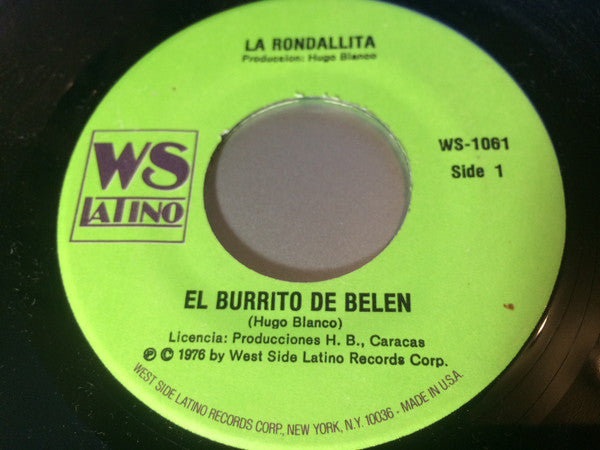 LA RONDALLITA
Produccion: Hugo Blanco
WS
LATINO
WS-1061
Side 1
EL BURRITO DE BELEN
(Hugo Blanco)
Licencia: Producciones H. B., Caracas
℗ © 1976 by West Side Latino Records Corp.
WEST SIDE LATINO RECORDS CORP., NEW YORK, N.Y. 10036 - MADE IN U.S.A.